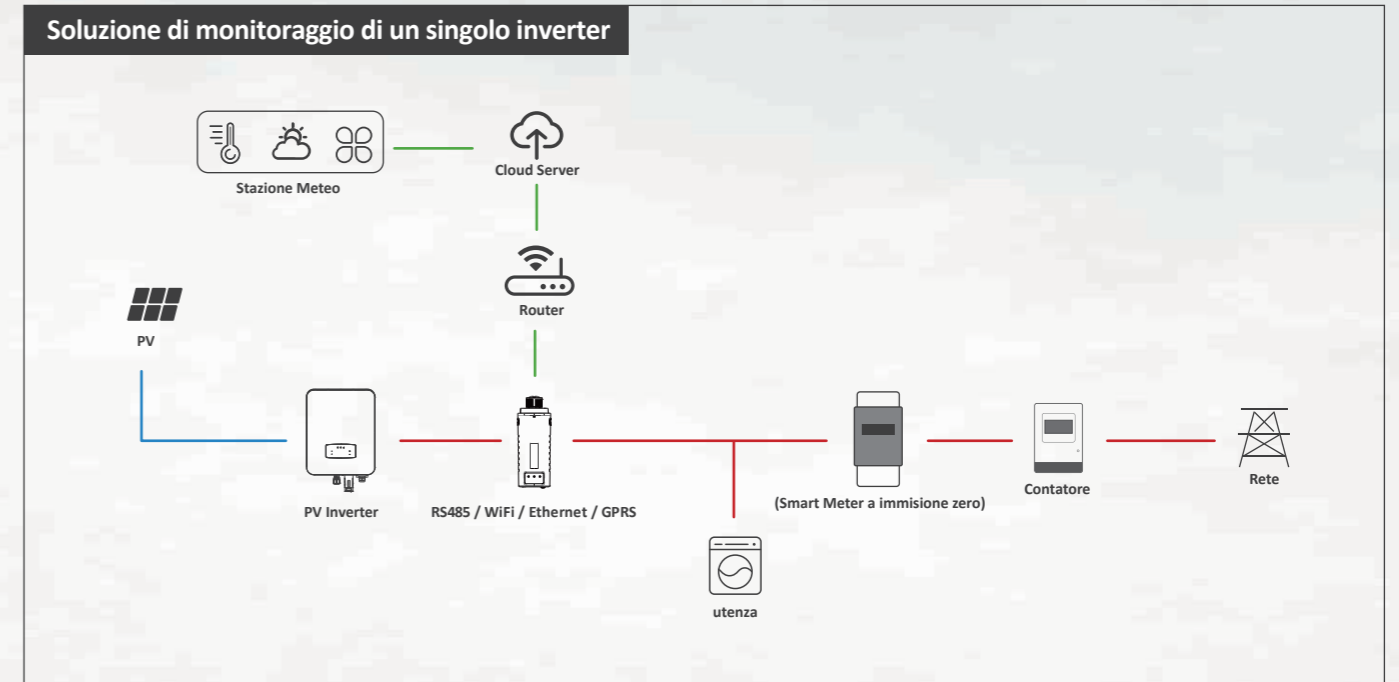 Soluzione di monitoraggio di un singolo inverter
Stazione Meteo
Cloud Server
Router
PV
PV Inverter
RS485 / WiFi / Ethernet / GPRS
(Smart Meter a immisione zero)
Contatore
Rete
utenza